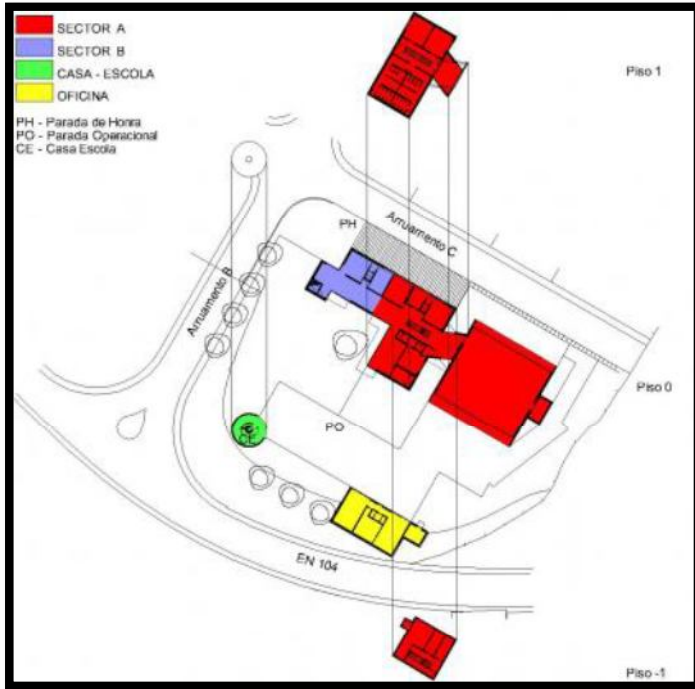 SECTOR A
SECTOR B
CASA - ESCOLA
OFICINA
PH - Parada de Honra
PO - Parada Operacional
CE - Casa Escola
Piso 1
PH
Arruamento C
Arruamento B
Piso 0
PO
CE
EN 104
Piso -1